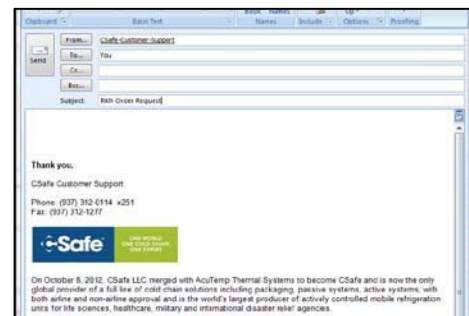 Clipboard
Basic Text
Names
Include
Options
Proofing
Send
From...
CSafe-Customer-Support
To...
You
Cc...
Bcc...
Subject:
RKN Order Request
Thank you,
CSafe Customer Support
Phone: (937) 312-0114 x251
Fax: (937) 312-1277
CSafe
ONE WORLD.
ONE COLD CHAIN.
ONE EXPERT.
On October 8, 2012, CSafe LLC merged with AcuTemp Thermal Systems to become CSafe and is now the only
global provider of a full line of cold chain solutions including packaging, passive systems, active systems, with
both airline and non-airline approval and is the world's largest producer of actively controlled mobile refrigeration
units for life sciences, healthcare, military and international disaster relief agencies.